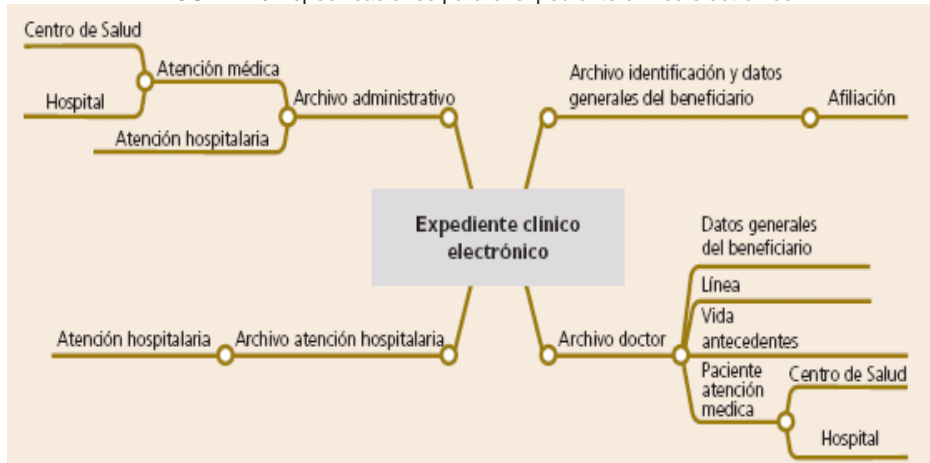 Centro de Salud
Atención médica
Hospital
Archivo administrativo
Atención hospitalaria
Archivo identificación y datos
generales del beneficiario
Afiliación
Expediente clínico
electrónico
Atención hospitalaria
Archivo atención hospitalaria
Archivo doctor
Datos generales
del beneficiario
Línea
Vida
antecedentes
Paciente
atención
medica
Centro de Salud
Hospital